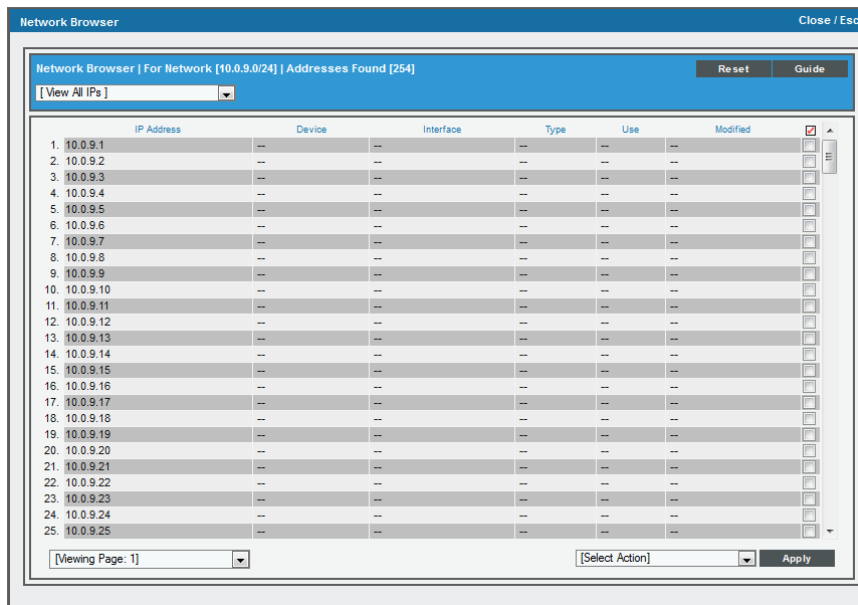 Network Browser Close / Esc
Network Browser | For Network [10.0.9.0/24] | Addresses Found [254] Reset Guide
[ View All IPs ]
IP Address Device Interface Type Use Modified
1. 10.0.9.1 -- -- -- -- --
2. 10.0.9.2 -- -- -- -- --
3. 10.0.9.3 -- -- -- -- --
4. 10.0.9.4 -- -- -- -- --
5. 10.0.9.5 -- -- -- -- --
6. 10.0.9.6 -- -- -- -- --
7. 10.0.9.7 -- -- -- -- --
8. 10.0.9.8 -- -- -- -- --
9. 10.0.9.9 -- -- -- -- --
10. 10.0.9.10 -- -- -- -- --
11. 10.0.9.11 -- -- -- -- --
12. 10.0.9.12 -- -- -- -- --
13. 10.0.9.13 -- -- -- -- --
14. 10.0.9.14 -- -- -- -- --
15. 10.0.9.15 -- -- -- -- --
16. 10.0.9.16 -- -- -- -- --
17. 10.0.9.17 -- -- -- -- --
18. 10.0.9.18 -- -- -- -- --
19. 10.0.9.19 -- -- -- -- --
20. 10.0.9.20 -- -- -- -- --
21. 10.0.9.21 -- -- -- -- --
22. 10.0.9.22 -- -- -- -- --
23. 10.0.9.23 -- -- -- -- --
24. 10.0.9.24 -- -- -- -- --
25. 10.0.9.25 -- -- -- -- --
[Viewing Page: 1] [Select Action] Apply